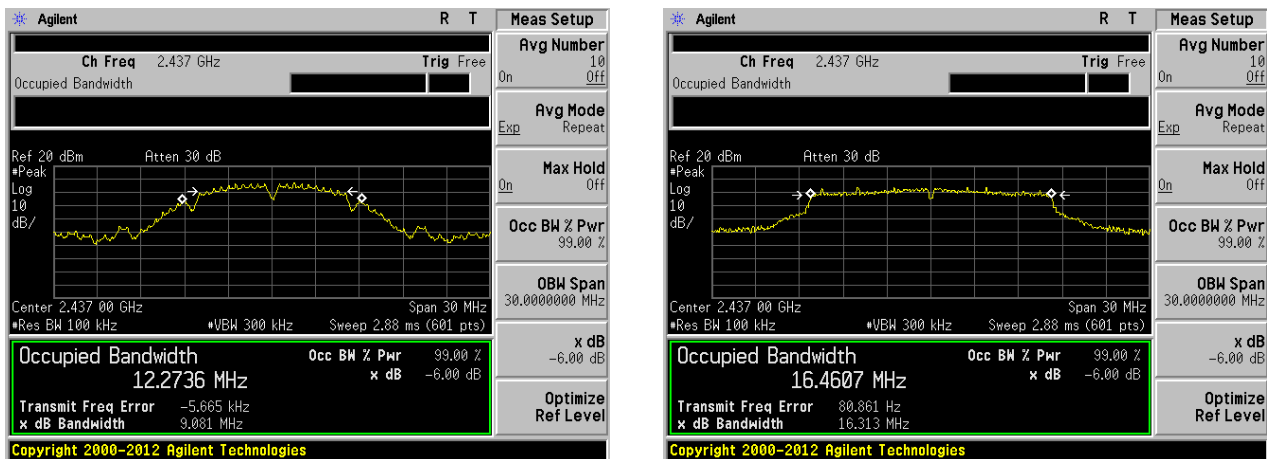 Agilent R T
Meas Setup
Ch Freq 2.437 GHz Trig Free
Occupied Bandwidth
Avg Number
10
On Off
Avg Mode
Exp Repeat
Ref 20 dBm Atten 30 dB
#Peak
Log
10
dB/
Max Hold
On Off
Occ BW % Pwr
99.00 %
OBW Span
30.0000000 MHz
Center 2.437 00 GHz Span 30 MHz
#Res BW 100 kHz #VBW 300 kHz Sweep 2.88 ms (601 pts)
x dB
-6.00 dB
Occupied Bandwidth Occ BW % Pwr 99.00 %
12.2736 MHz x dB -6.00 dB
Transmit Freq Error -5.665 kHz
x dB Bandwidth 9.081 MHz
Optimize
Ref Level
Copyright 2000-2012 Agilent Technologies
Agilent R T
Meas Setup
Ch Freq 2.437 GHz Trig Free
Occupied Bandwidth
Avg Number
10
On Off
Avg Mode
Exp Repeat
Ref 20 dBm Atten 30 dB
#Peak
Log
10
dB/
Max Hold
On Off
Occ BW % Pwr
99.00 %
OBW Span
30.0000000 MHz
Center 2.437 00 GHz Span 30 MHz
#Res BW 100 kHz #VBW 300 kHz Sweep 2.88 ms (601 pts)
x dB
-6.00 dB
Occupied Bandwidth Occ BW % Pwr 99.00 %
16.4607 MHz x dB -6.00 dB
Transmit Freq Error 80.861 Hz
x dB Bandwidth 16.313 MHz
Optimize
Ref Level
Copyright 2000-2012 Agilent Technologies